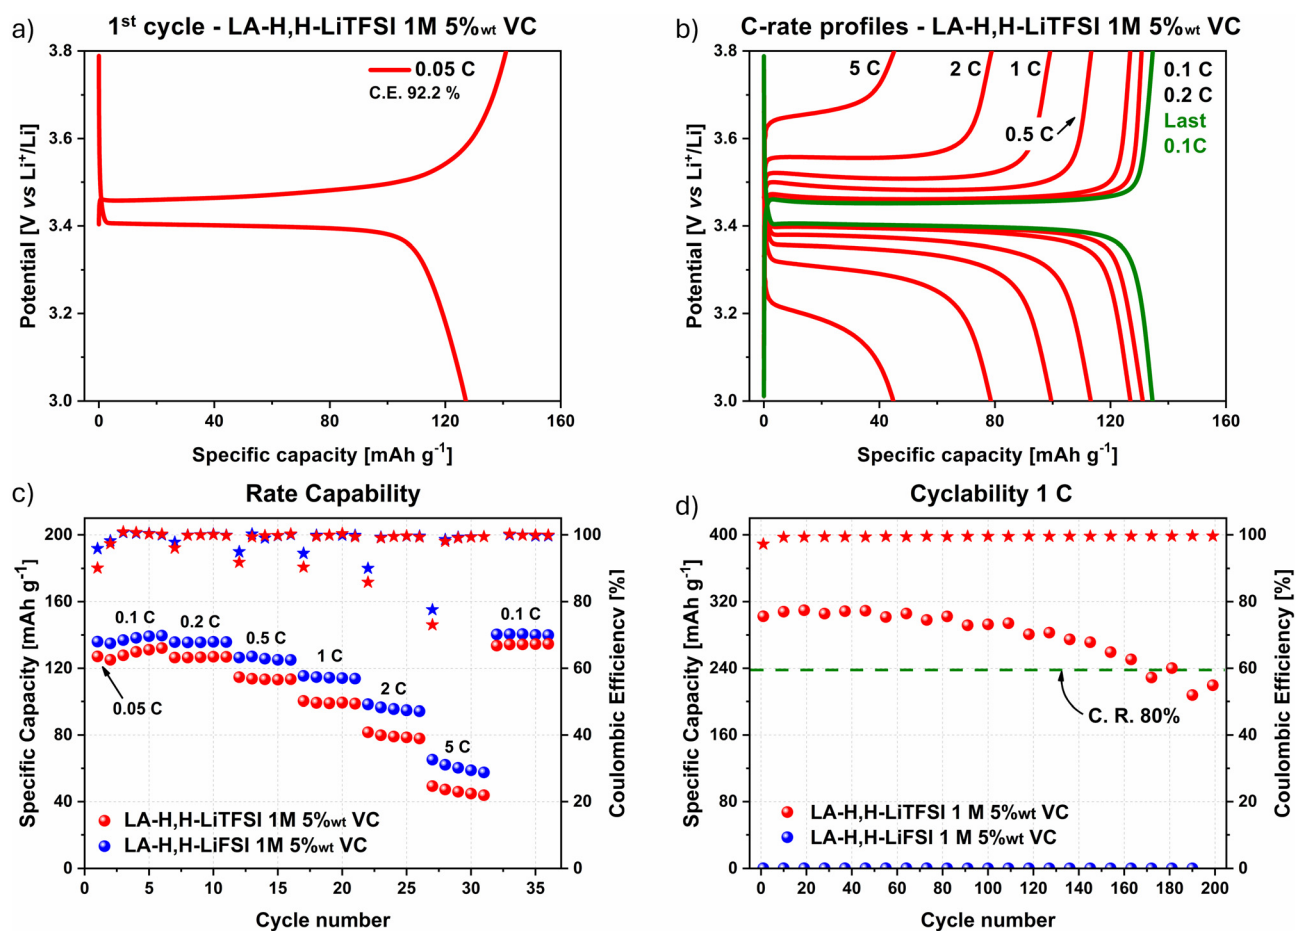 a)
1st cycle - LA-H,H-LiTFSI 1M 5%wt VC
3.8
3.6
3.4
3.2
3.0
Potential [V vs Li+/Li]
0.05 C
C.E. 92.2 %
0 40 80 120 160
Specific capacity [mAh g-1]
b)
C-rate profiles - LA-H,H-LiTFSI 1M 5%wt VC
3.8
3.6
3.4
3.2
3.0
Potential [V vs Li+/Li]
5 C
2 C
1 C
0.5 C
0.1 C
0.2 C
Last
0.1C
0 40 80 120 160
Specific capacity [mAh g-1]
c)
Rate Capability
200
160
120
80
40
0
Specific Capacity [mAh g-1]
0.1 C
0.2 C
0.5 C
1 C
2 C
5 C
0.05 C
LA-H,H-LiTFSI 1M 5%wt VC
LA-H,H-LiFSI 1M 5%wt VC
100
80
60
40
20
0
Coulombic Efficiencv [%]
0 5 10 15 20 25 30 35
Cycle number
d)
Cyclability 1 C
400
320
240
160
80
0
Specific Capacity [mAh g-1]
C. R. 80%
LA-H,H-LiTFSI 1 M 5%wt VC
LA-H,H-LiFSI 1 M 5%wt VC
100
80
60
40
20
0
Coulombic Efficiency [%]
0 20 40 60 80 100 120 140 160 180 200
Cycle number